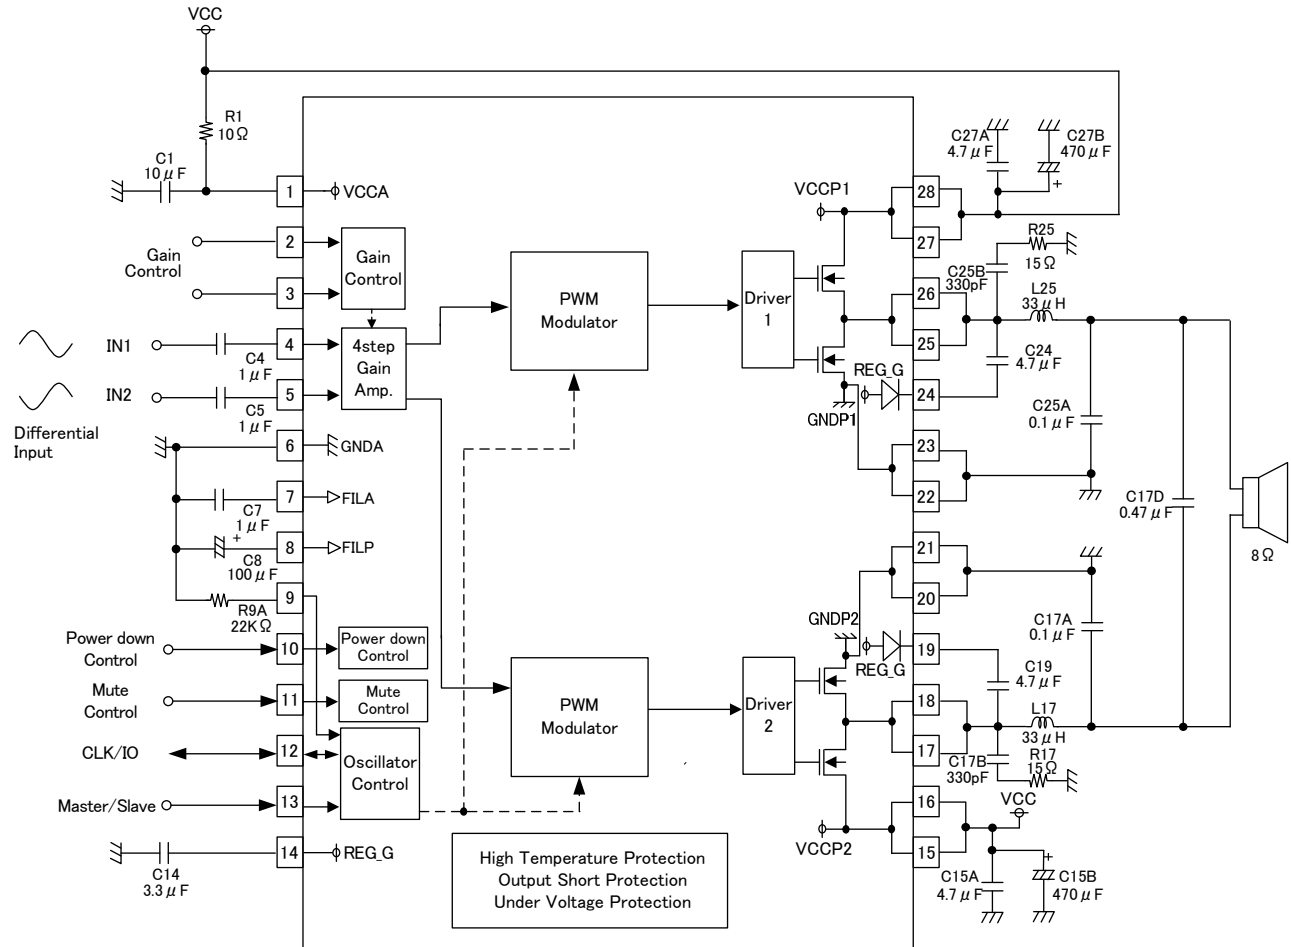 VCC
R1
10Ω
C1
10μF
1
VCCA
2
Gain
Control
3
Gain
Control
IN1
C4
1μF
4
4step
Gain
Amp.
IN2
C5
1μF
5
Differential
Input
6
GNDA
7
FILA
C7
1μF
8
FILP
+
C8
100μF
9
R9A
22KΩ
Power down
Control
10
Power down
Control
Mute
Control
11
Mute
Control
CLK/IO
12
Oscillator
Control
Master/Slave
13
14
REG_G
C14
3.3μF
PWM
Modulator
PWM
Modulator
High Temperature Protection
Output Short Protection
Under Voltage Protection
Driver
1
Driver
2
VCCP1
REG_G
GNDP1
GNDP2
REG_G
VCCP2
28
27
26
25
24
23
22
21
20
19
18
17
16
15
C27A
4.7μF
C27B
470μF
+
R25
15Ω
C25B
330pF
L25
33μH
C24
4.7μF
C25A
0.1μF
C17D
0.47μF
8Ω
C17A
0.1μF
C19
4.7μF
L17
33μH
C17B
330pF
R17
15Ω
VCC
C15A
4.7μF
+
C15B
470μF